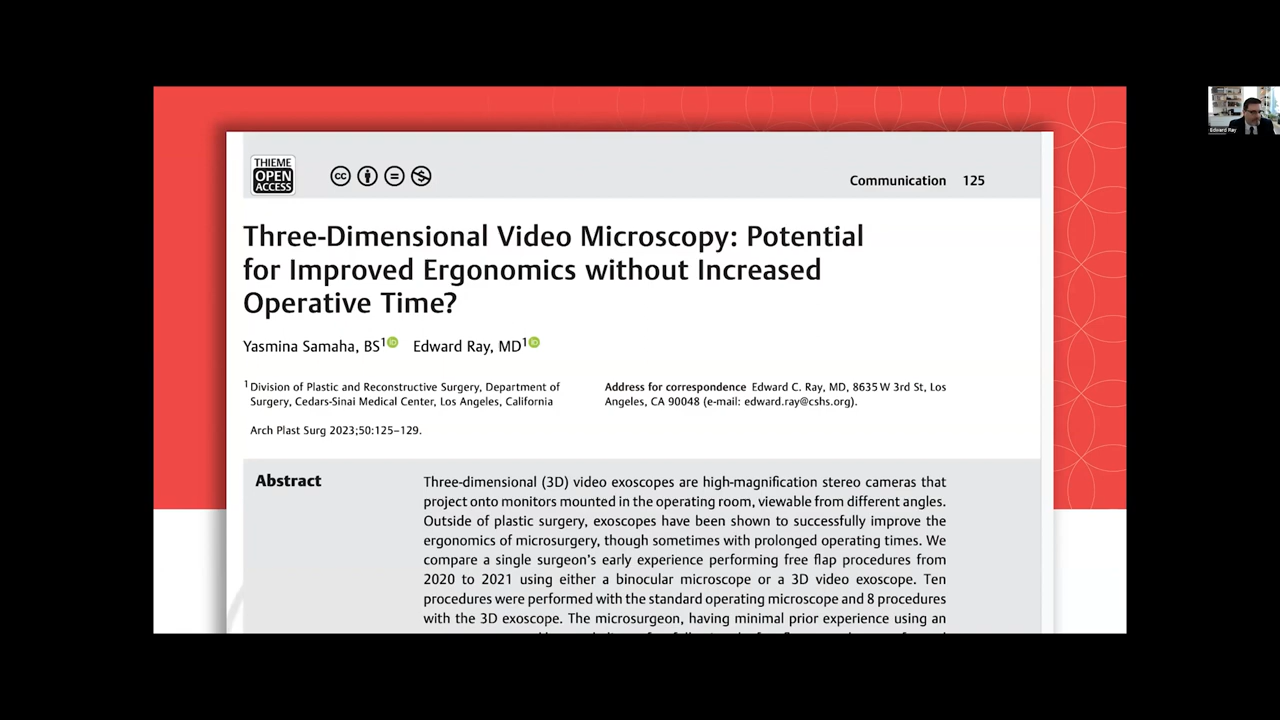 THIEME
OPEN
ACCESS
cc
Communication 125
Three-Dimensional Video Microscopy: Potential
for Improved Ergonomics without Increased
Operative Time?
Yasmina Samaha, BS1 iD Edward Ray, MD1 iD
1 Division of Plastic and Reconstructive Surgery, Department of
Surgery, Cedars-Sinai Medical Center, Los Angeles, California
Address for correspondence Edward C. Ray, MD, 8635 W 3rd St, Los
Angeles, CA 90048 (e-mail: edward.ray@cshs.org).
Arch Plast Surg 2023;50:125–129.
Abstract
Three-dimensional (3D) video exoscopes are high-magnification stereo cameras that
project onto monitors mounted in the operating room, viewable from different angles.
Outside of plastic surgery, exoscopes have been shown to successfully improve the
ergonomics of microsurgery, though sometimes with prolonged operating times. We
compare a single surgeon's early experience performing free flap procedures from
2020 to 2021 using either a binocular microscope or a 3D video exoscope. Ten
procedures were performed with the standard operating microscope and 8 procedures
with the 3D exoscope. The microsurgeon, having minimal prior experience using an
Edward Ray